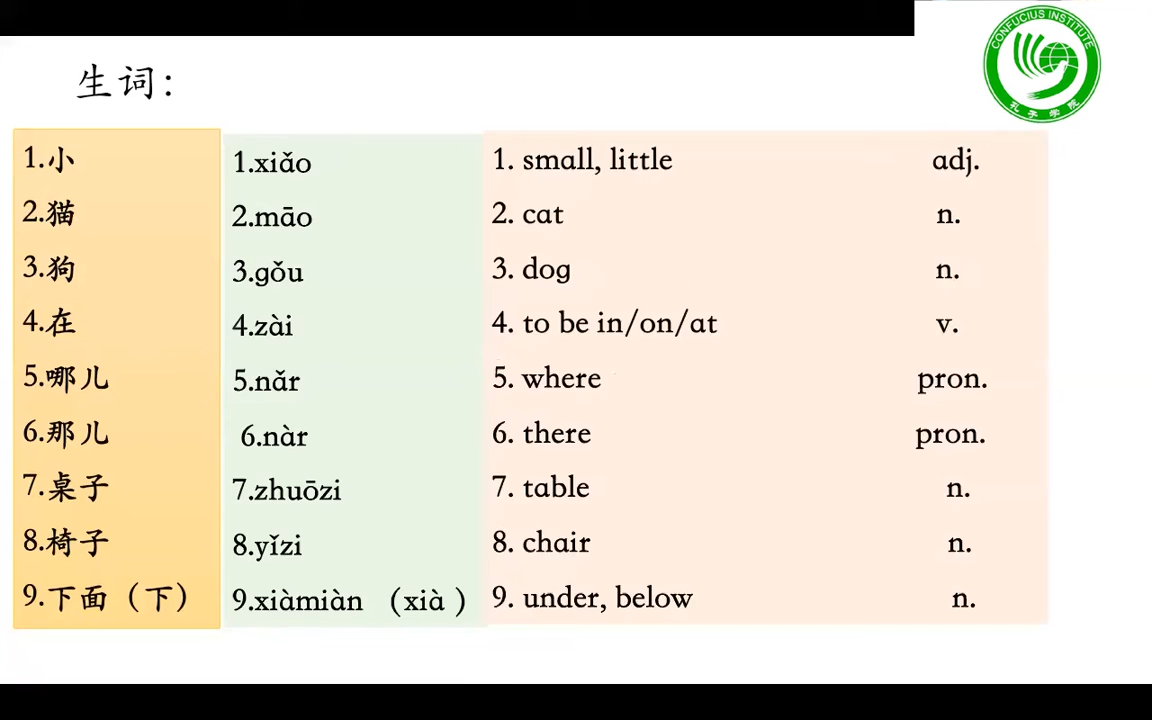 CONFUCIUS INSTITUTE
孔子学院
生词:
1.小 1.xiǎo 1. small, little adj.
2.猫 2.māo 2. cat n.
3.狗 3.gǒu 3. dog n.
4.在 4.zài 4. to be in/on/at v.
5.哪儿 5.nǎr 5. where pron.
6.那儿 6.nàr 6. there pron.
7.桌子 7.zhuōzi 7. table n.
8.椅子 8.yǐzi 8. chair n.
9.下面（下） 9.xiàmiàn （xià ） 9. under, below n.